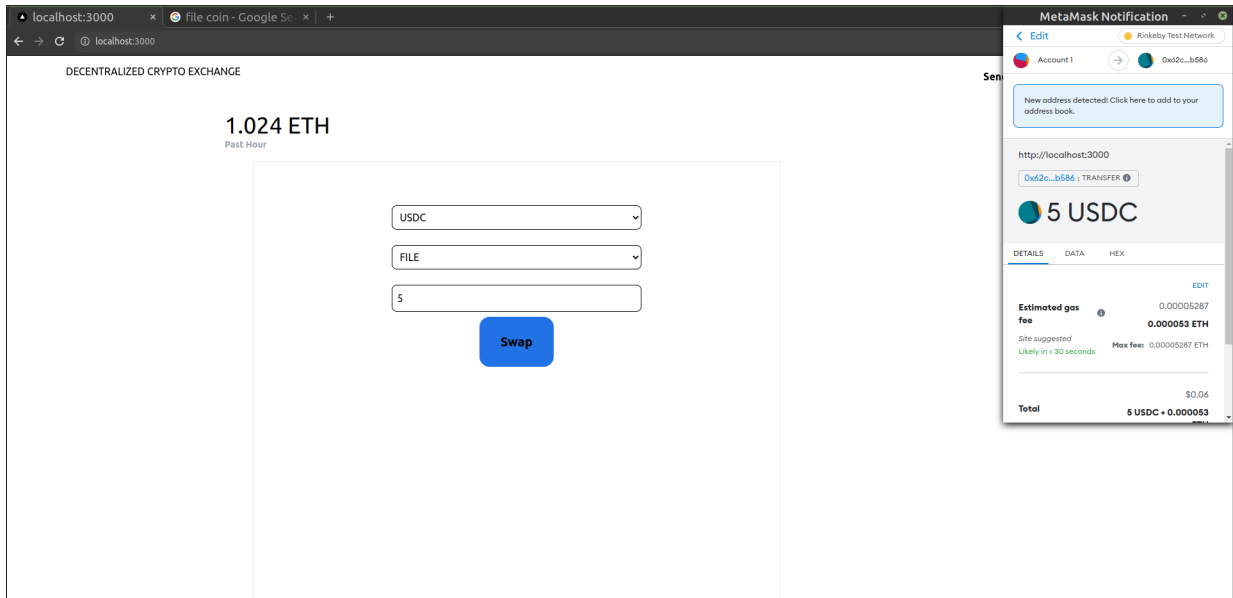 localhost:3000
file coin - Google Se
localhost:3000
DECENTRALIZED CRYPTO EXCHANGE
1.024 ETH
Past Hour
USDC
FILE
5
Swap
MetaMask Notification
Edit
Rinkeby Test Network
Account 1
0x62c...b586
New address detected! Click here to add to your
address book.
http://localhost:3000
0x62c...b586 : TRANSFER
5 USDC
DETAILS DATA HEX
EDIT
Estimated gas
fee
0.00005287
0.000053 ETH
Site suggested
Likely in < 30 seconds
Max fee: 0.00005287 ETH
$0.06
Total
5 USDC + 0.000053